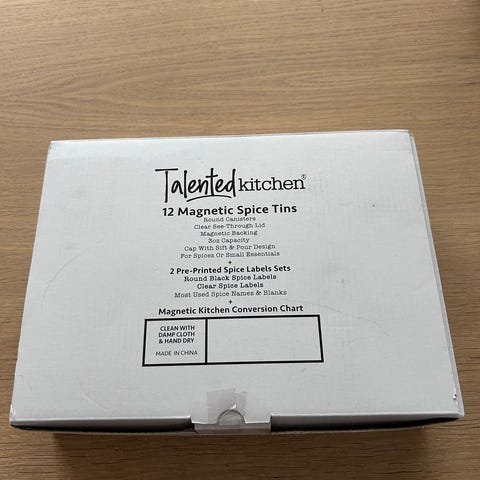 Talented kitchen®
12 Magnetic Spice Tins
Round Canisters
Clear See-Through Lid
Magnetic Backing
3oz Capacity
Cap With Sift & Pour Design
For Spices Or Small Essentials
+
2 Pre-Printed Spice Labels Sets
Round Black Spice Labels
Clear Spice Labels
Most Used Spice Names & Blanks
+
Magnetic Kitchen Conversion Chart
CLEAN WITH
DAMP CLOTH
& HAND DRY
MADE IN CHINA